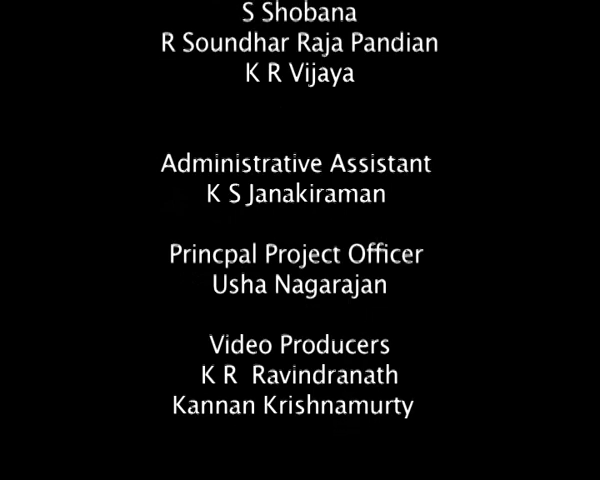 S Shobana
R Soundhar Raja Pandian
K R Vijaya
Administrative Assistant
K S Janakiraman
Princpal Project Officer
Usha Nagarajan
Video Producers
K R Ravindranath
Kannan Krishnamurty